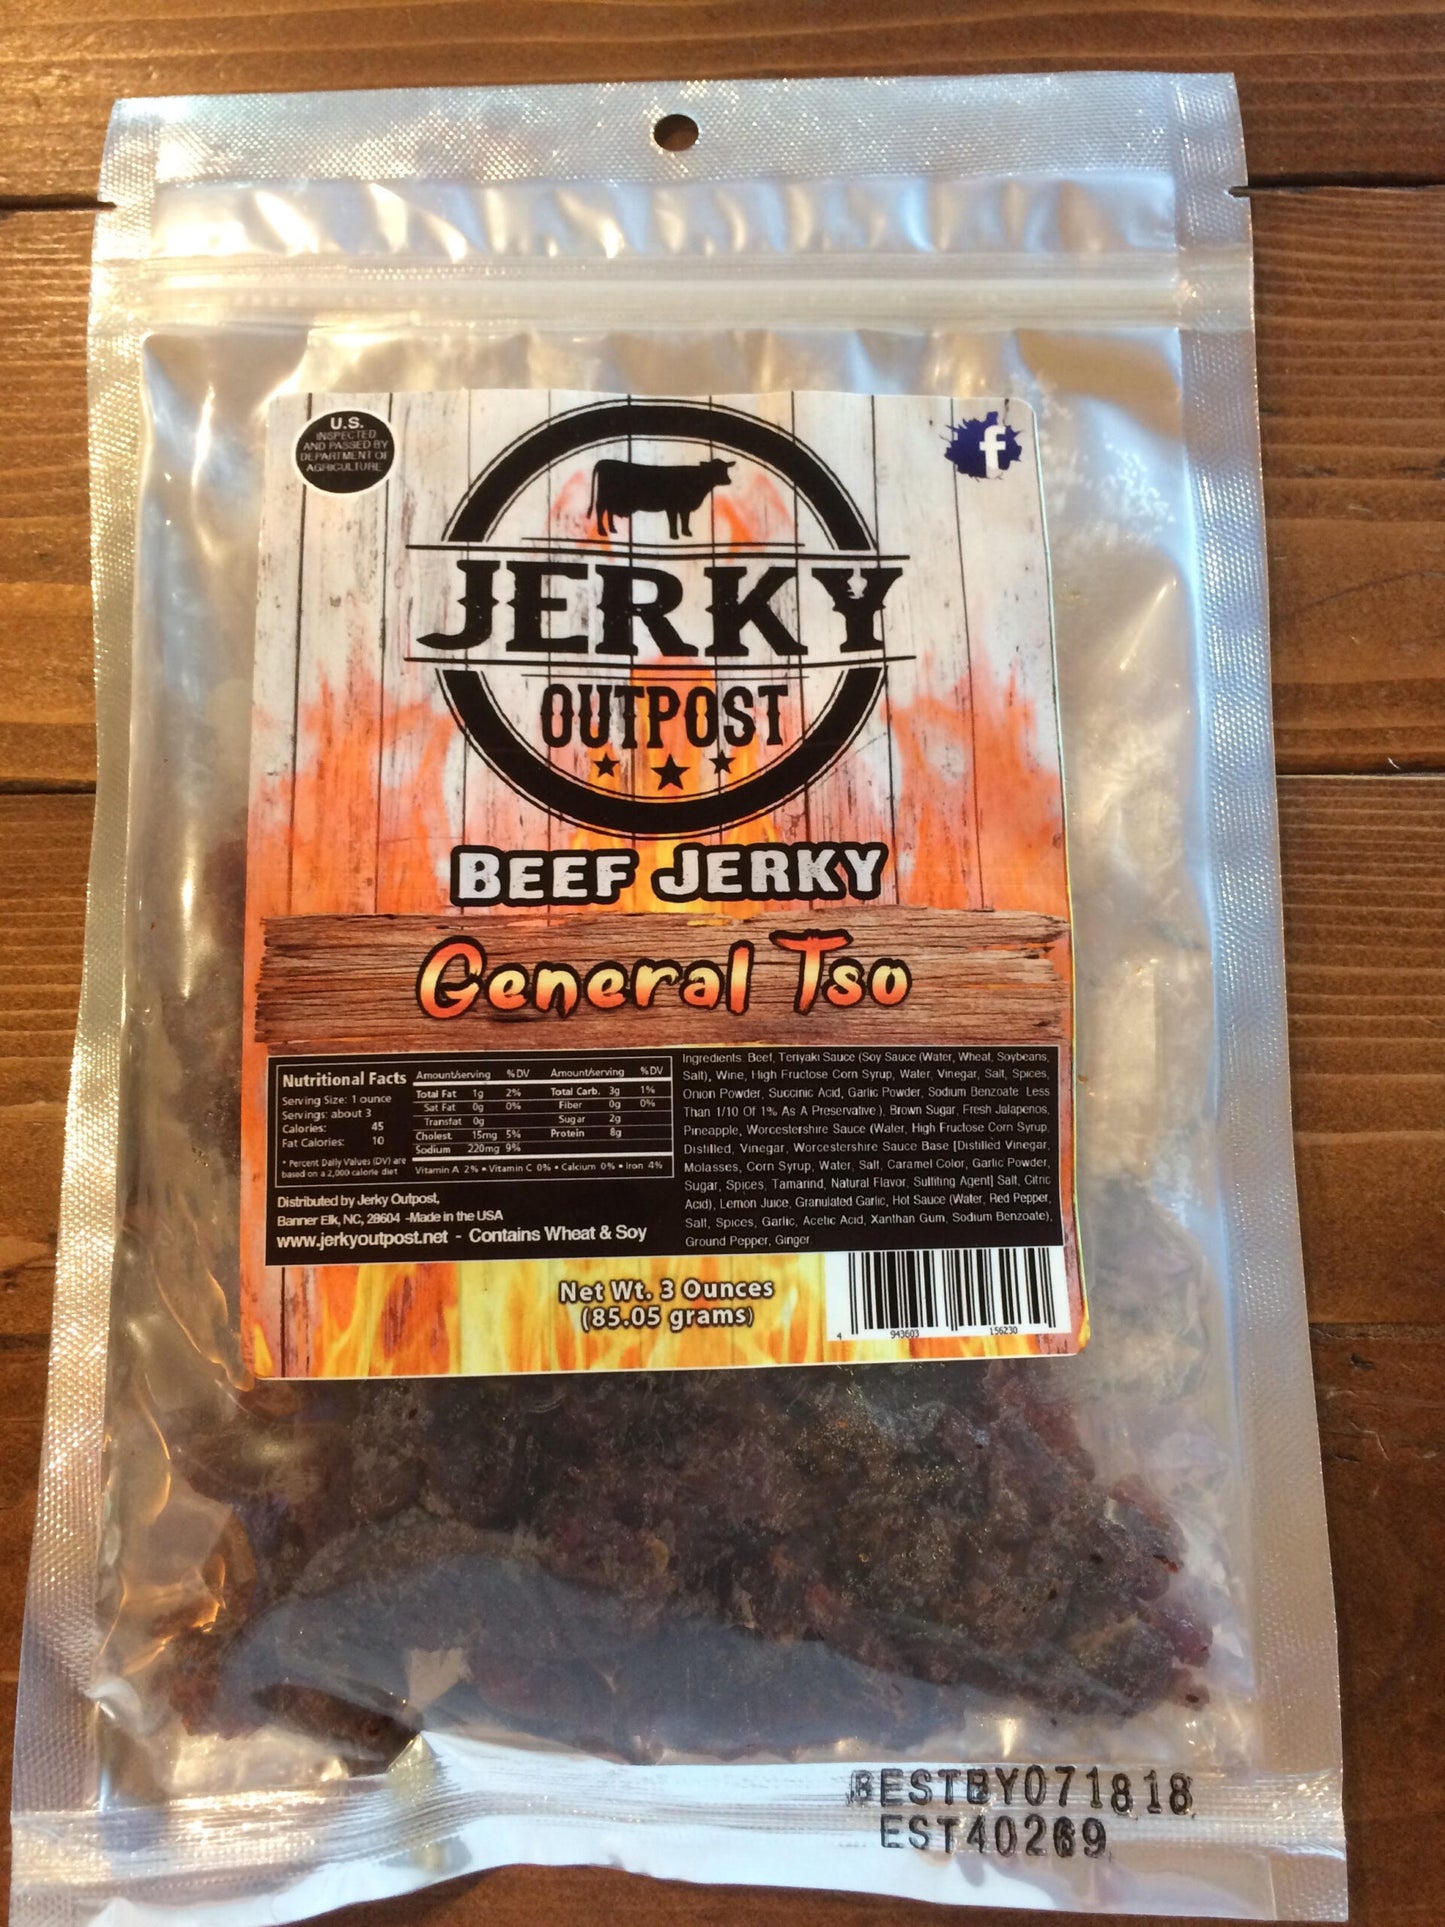 U.S.
INSPECTED
AND PASSED BY
DEPARTMENT OF
AGRICULTURE
f
JERKY
OUTPOST
BEEF JERKY
General Tso
Nutritional Facts
Serving Size: 1 ounce
Servings: about 3
Calories: 45
Fat Calories: 10
* Percent Daily Values (DV) are
based on a 2,000 calorie diet
Amount/serving %DV Amount/serving %DV
Total Fat 1g 2% Total Carb. 3g 1%
Sat Fat 0g 0% Fiber 0g 0%
Transfat 0g Sugar 2g
Cholest. 15mg 5% Protein 8g
Sodium 220mg 9%
Vitamin A 2% • Vitamin C 0% • Calcium 0% • Iron 4%
Distributed by Jerky Outpost,
Banner Elk, NC, 28604 -Made in the USA
www.jerkyoutpost.net - Contains Wheat & Soy
Ingredients: Beef, Teriyaki Sauce (Soy Sauce (Water, Wheat, Soybeans,
Salt), Wine, High Fructose Corn Syrup, Water, Vinegar, Salt, Spices,
Onion Powder, Succinic Acid, Garlic Powder, Sodium Benzoate: Less
Than 1/10 Of 1% As A Preservative), Brown Sugar, Fresh Jalapenos,
Pineapple, Worcestershire Sauce (Water, High Fructose Corn Syrup,
Distilled, Vinegar, Worcestershire Sauce Base [Distilled Vinegar,
Molasses, Corn Syrup, Water, Salt, Caramel Color, Garlic Powder,
Sugar, Spices, Tamarind, Natural Flavor, Sulfiting Agent] Salt, Citric
Acid), Lemon Juice, Granulated Garlic, Hot Sauce (Water, Red Pepper,
Salt, Spices, Garlic, Acetic Acid, Xanthan Gum, Sodium Benzoate),
Ground Pepper, Ginger
Net Wt. 3 Ounces
(85.05 grams)
4 943603 156230
BESTBY071818
EST40269